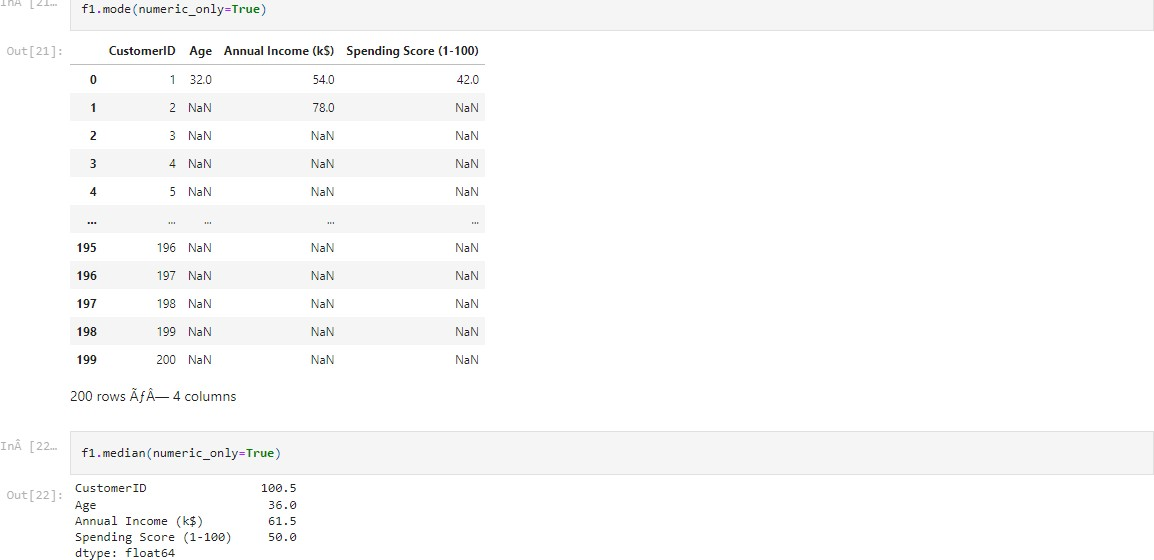 InÂ [21…
f1.mode(numeric_only=True)
Out[21]:
CustomerID Age Annual Income (k$) Spending Score (1-100)
0 1 32.0 54.0 42.0
1 2 NaN 78.0 NaN
2 3 NaN NaN NaN
3 4 NaN NaN NaN
4 5 NaN NaN NaN
... ... ... ... ...
195 196 NaN NaN NaN
196 197 NaN NaN NaN
197 198 NaN NaN NaN
198 199 NaN NaN NaN
199 200 NaN NaN NaN
200 rows Ãƒâ€” 4 columns
InÂ [22…
f1.median(numeric_only=True)
Out[22]:
CustomerID 100.5
Age 36.0
Annual Income (k$) 61.5
Spending Score (1-100) 50.0
dtype: float64